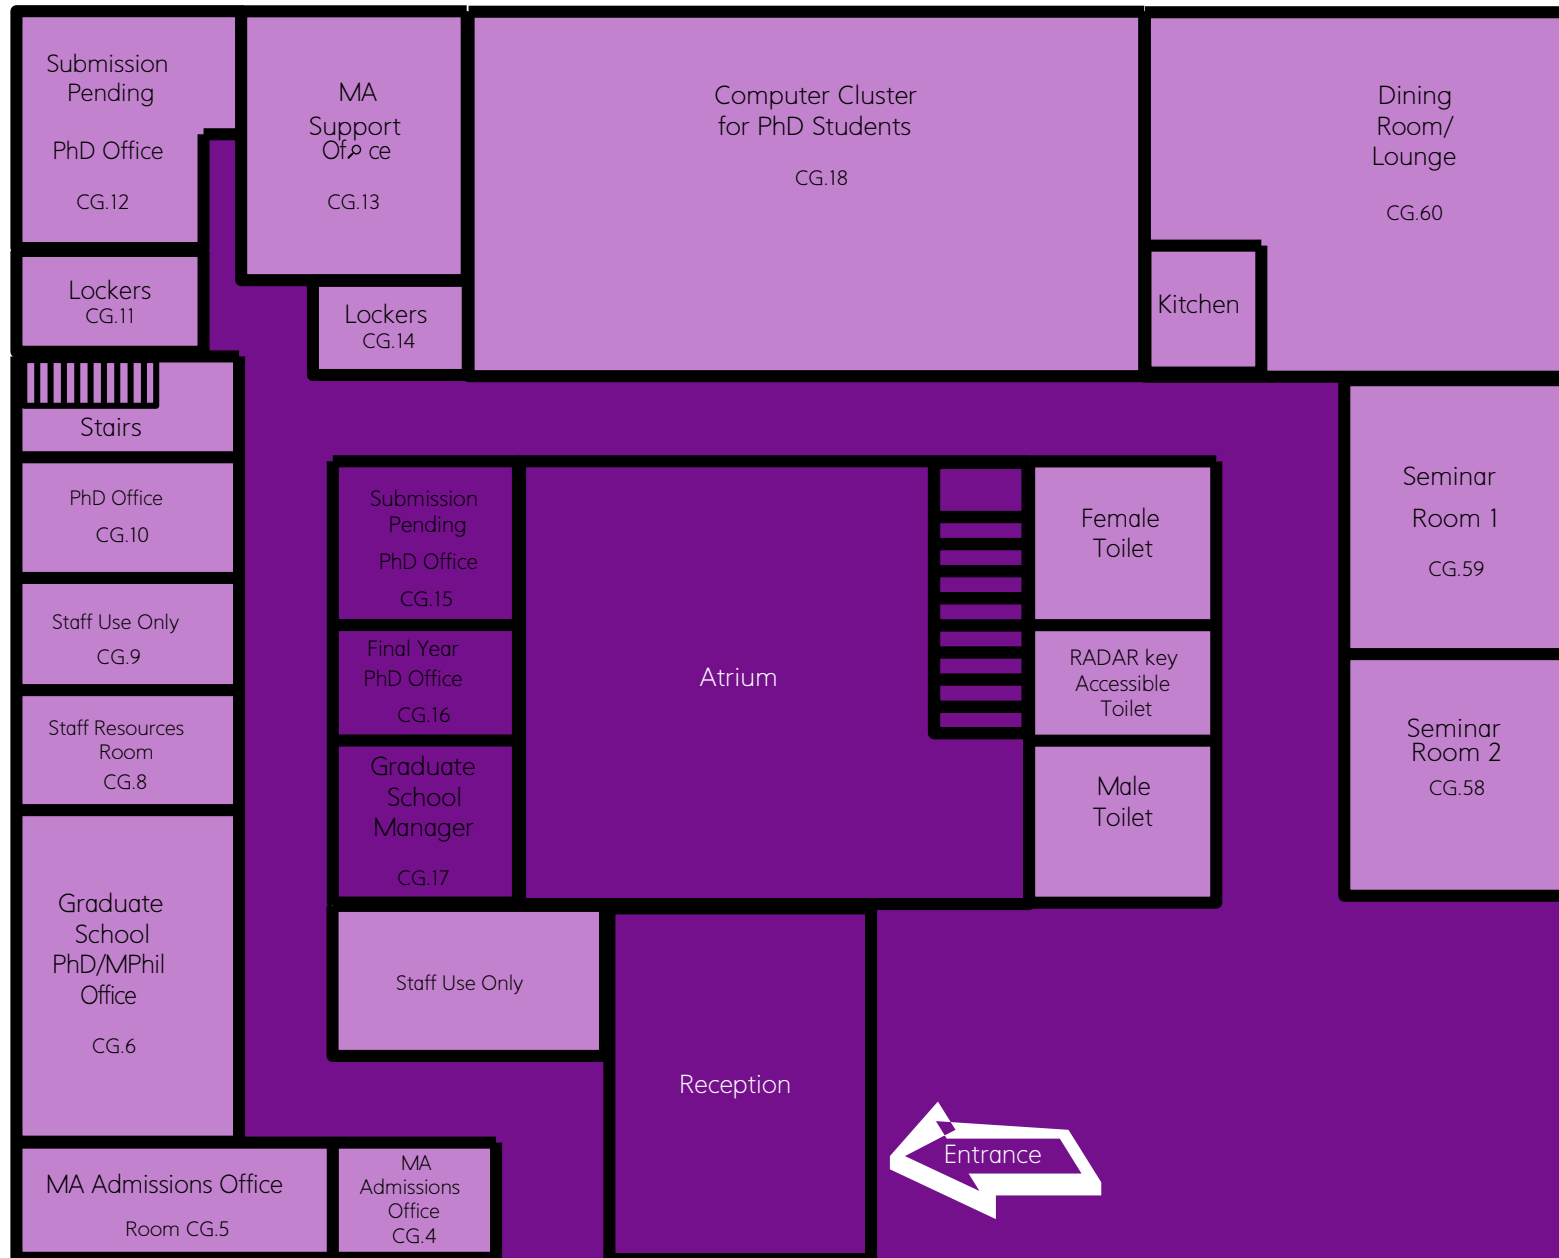 Submission
Pending
PhD Office
CG.12
MA
Support
Of ce
CG.13
Computer Cluster
for PhD Students
CG.18
Dining
Room/
Lounge
CG.60
Lockers
CG.11
Lockers
CG.14
Kitchen
Stairs
PhD Office
CG.10
Submission
Pending
PhD Office
CG.15
Female
Toilet
Seminar
Room 1
CG.59
Staff Use Only
CG.9
Final Year
PhD Office
CG.16
Atrium
RADAR key
Accessible
Toilet
Staff Resources
Room
CG.8
Graduate
School
Manager
CG.17
Male
Toilet
Seminar
Room 2
CG.58
Graduate
School
PhD/MPhil
Office
CG.6
Staff Use Only
Reception
Entrance
MA Admissions Office
Room CG.5
MA
Admissions
Office
CG.4